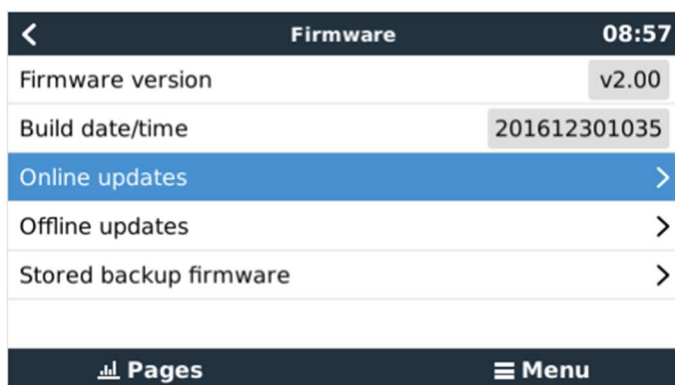 Firmware 08:57
Firmware version v2.00
Build date/time 201612301035
Online updates
Offline updates
Stored backup firmware
Pages Menu